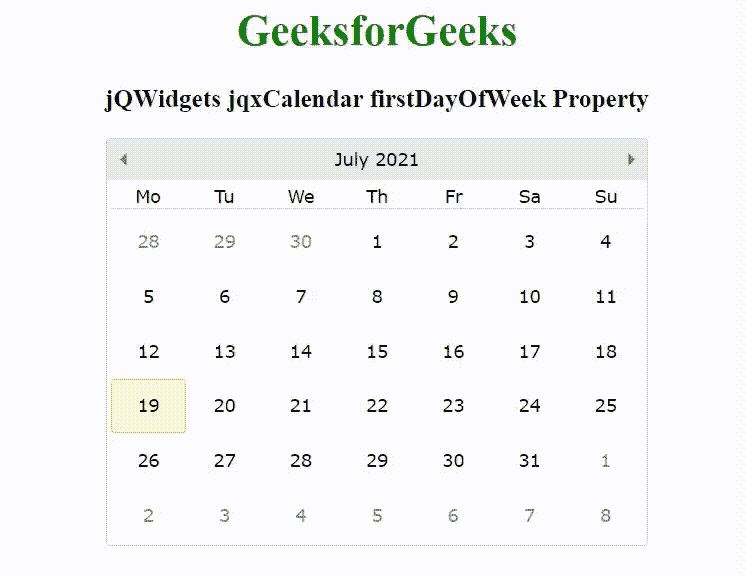 GeeksforGeeks
jQWidgets jqxCalendar firstDayOfWeek Property
July 2021
Mo Tu We Th Fr Sa Su
28 29 30 1 2 3 4
5 6 7 8 9 10 11
12 13 14 15 16 17 18
19 20 21 22 23 24 25
26 27 28 29 30 31 1
2 3 4 5 6 7 8